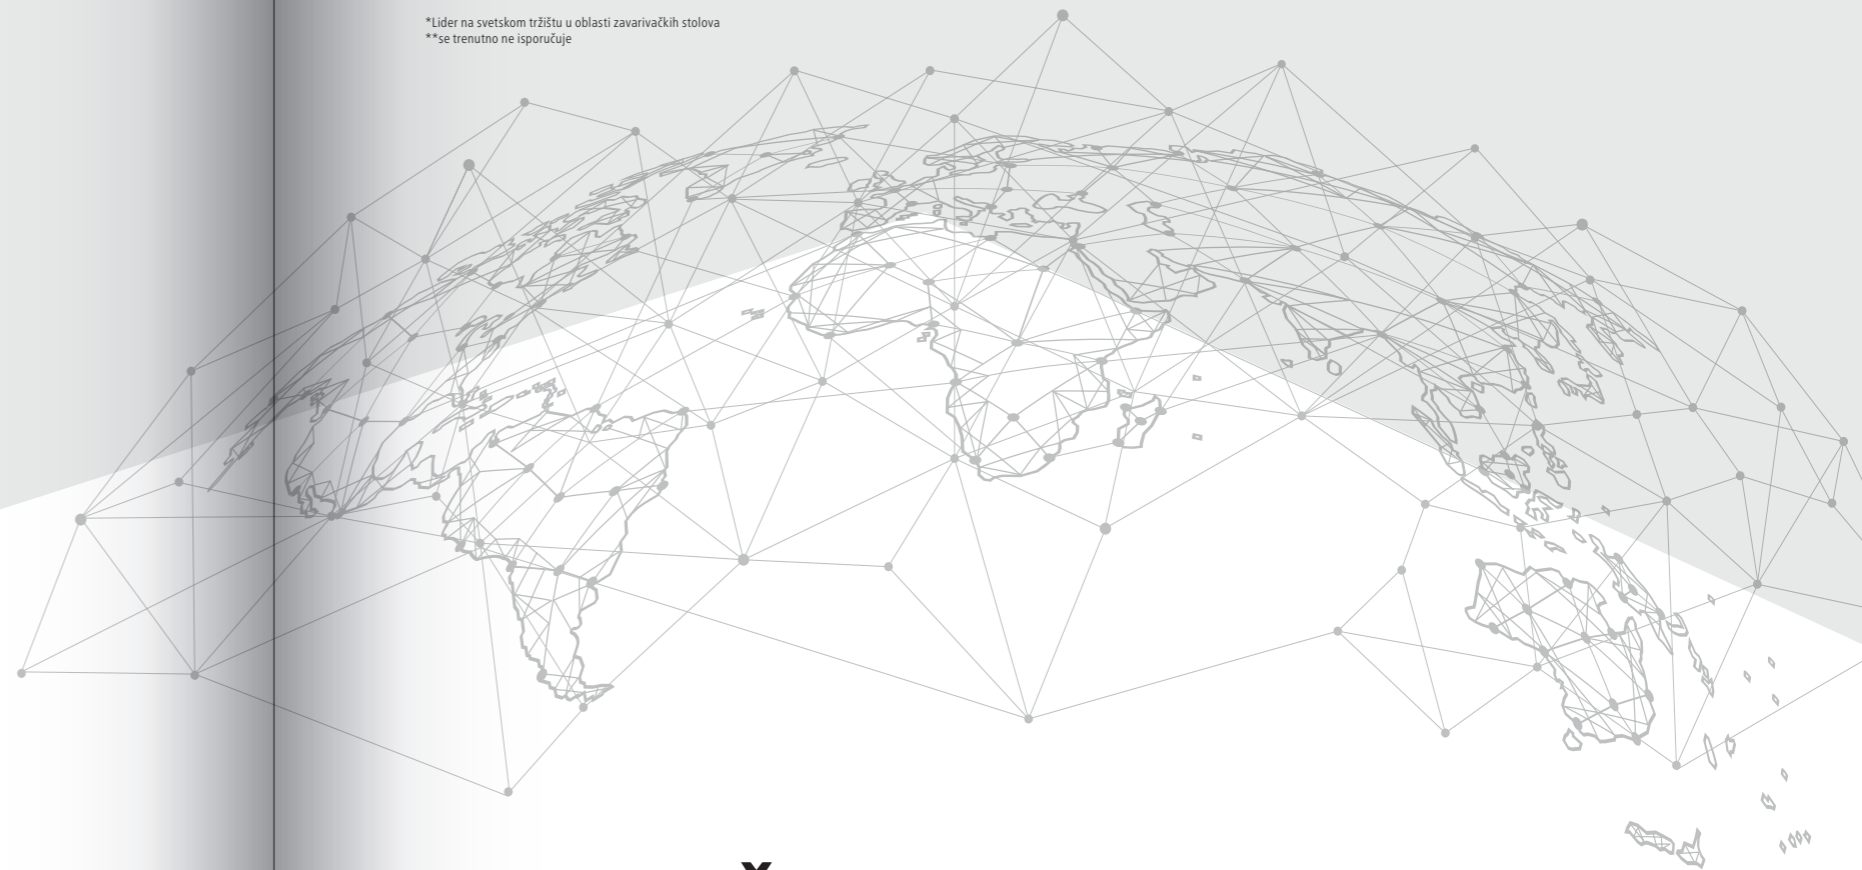 *Lider na svetskom tržištu u oblasti zavarivačkih stolova
**se trenutno ne isporučuje